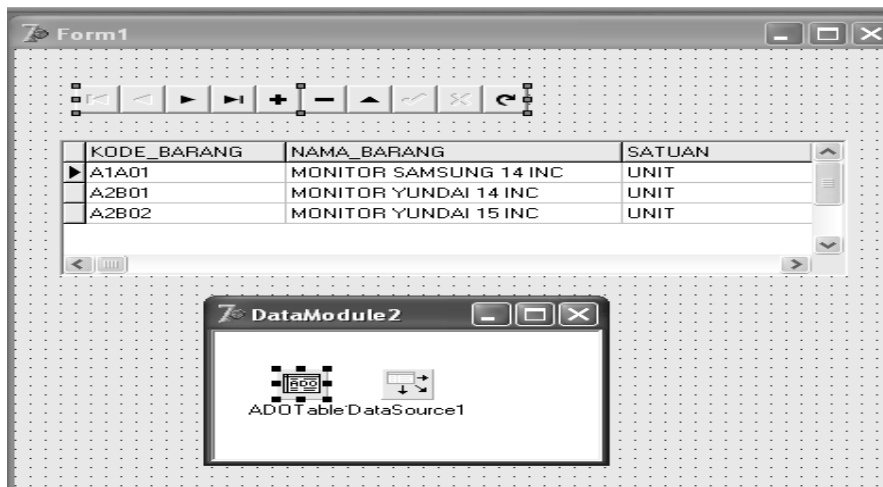 Form1
KODE_BARANG NAMA_BARANG SATUAN
A1A01 MONITOR SAMSUNG 14 INC UNIT
A2B01 MONITOR YUNDAI 14 INC UNIT
A2B02 MONITOR YUNDAI 15 INC UNIT
DataModule2
ADO
ADOTable DataSource1